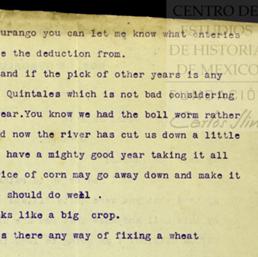 CENTRO DE
ESTUDIOS
DE HISTORIA
DE MEXICO
urango you can let me know what enteries
e the deduction from.
and if the pick of other years is any
Quintales which is not bad considering
ear.You know we had the boll worm rather
d now the river has cut us down a little
have a mighty good year taking it all
ice of corn may go away down and make it
should do well .
ks like a big crop.
s there any way of fixing a wheat